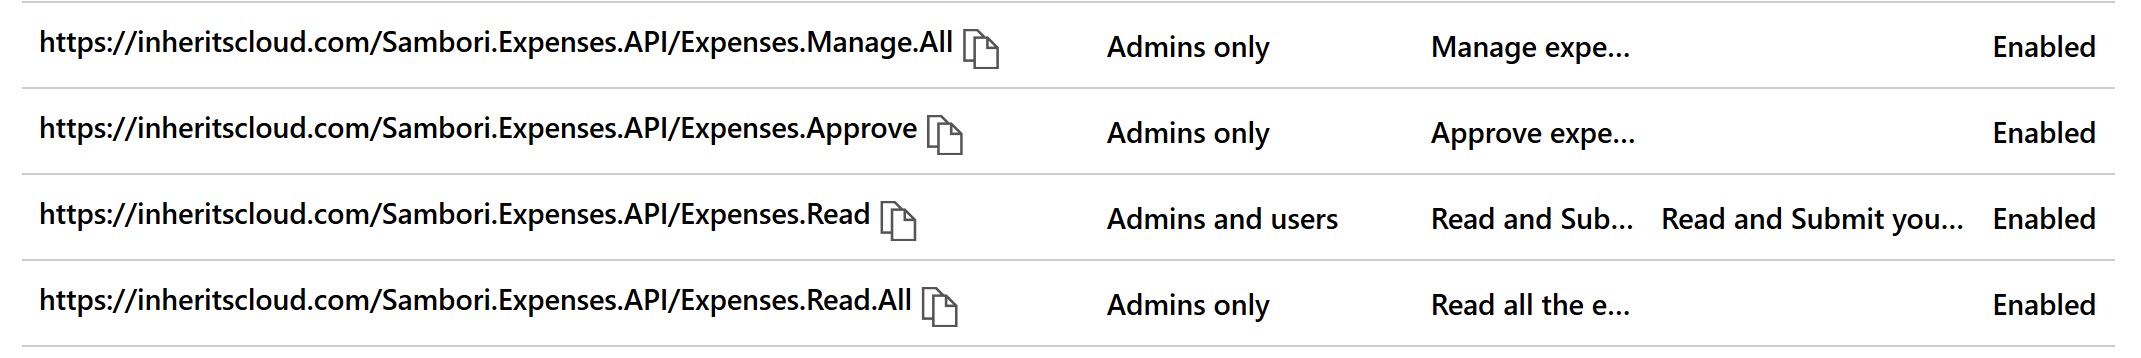 https://inheritscloud.com/Sambori.Expenses.API/Expenses.Manage.All Admins only Manage expe... Enabled
https://inheritscloud.com/Sambori.Expenses.API/Expenses.Approve Admins only Approve expe... Enabled
https://inheritscloud.com/Sambori.Expenses.API/Expenses.Read Admins and users Read and Sub... Read and Submit you... Enabled
https://inheritscloud.com/Sambori.Expenses.API/Expenses.Read.All Admins only Read all the e... Enabled